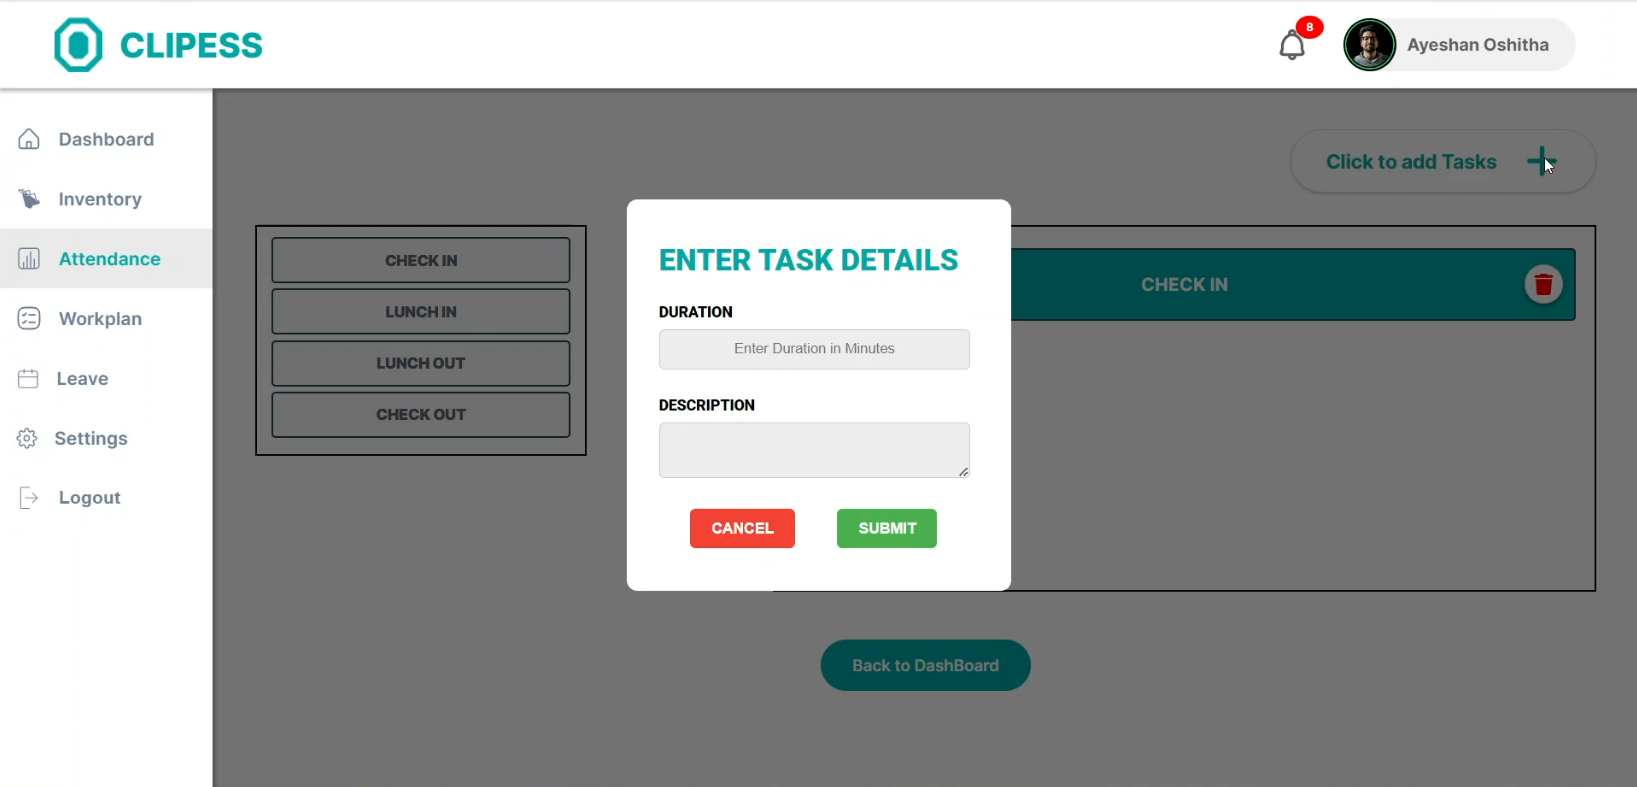 CLIPESS
8
Ayeshan Oshitha
Dashboard
Inventory
Attendance
Workplan
Leave
Settings
Logout
Click to add Tasks
CHECK IN
LUNCH IN
LUNCH OUT
CHECK OUT
ENTER TASK DETAILS
DURATION
Enter Duration in Minutes
DESCRIPTION
CANCEL
SUBMIT
CHECK IN
Back to DashBoard